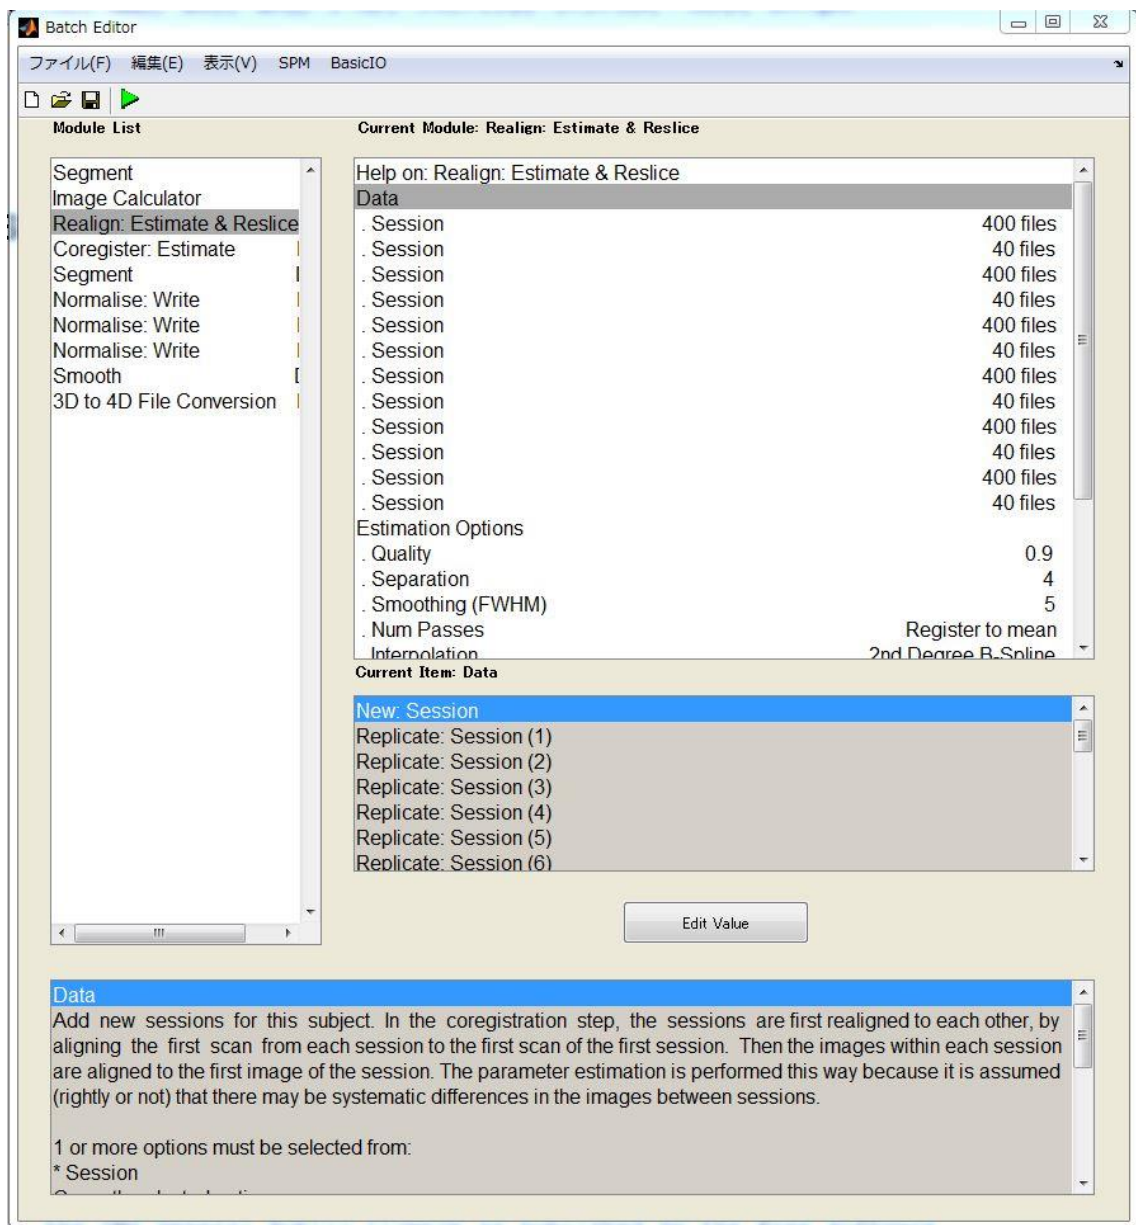 Batch Editor
ファイル(F) 編集(E) 表示(V) SPM BasicIO
Module List
Segment
Image Calculator
Realign: Estimate & Reslice
Coregister: Estimate
Segment
Normalise: Write
Normalise: Write
Normalise: Write
Smooth
3D to 4D File Conversion
Current Module: Realign: Estimate & Reslice
Help on: Realign: Estimate & Reslice
Data
. Session 400 files
. Session 40 files
. Session 400 files
. Session 40 files
. Session 400 files
. Session 40 files
. Session 400 files
. Session 40 files
. Session 400 files
. Session 40 files
. Session 400 files
. Session 40 files
Estimation Options
. Quality 0.9
. Separation 4
. Smoothing (FWHM) 5
. Num Passes Register to mean
. Interpolation 2nd Degree B-Spline
Current Item: Data
New: Session
Replicate: Session (1)
Replicate: Session (2)
Replicate: Session (3)
Replicate: Session (4)
Replicate: Session (5)
Replicate: Session (6)
Edit Value
Data
Add new sessions for this subject. In the coregistration step, the sessions are first realigned to each other, by
aligning the first scan from each session to the first scan of the first session. Then the images within each session
are aligned to the first image of the session. The parameter estimation is performed this way because it is assumed
(rightly or not) that there may be systematic differences in the images between sessions.
1 or more options must be selected from:
* Session